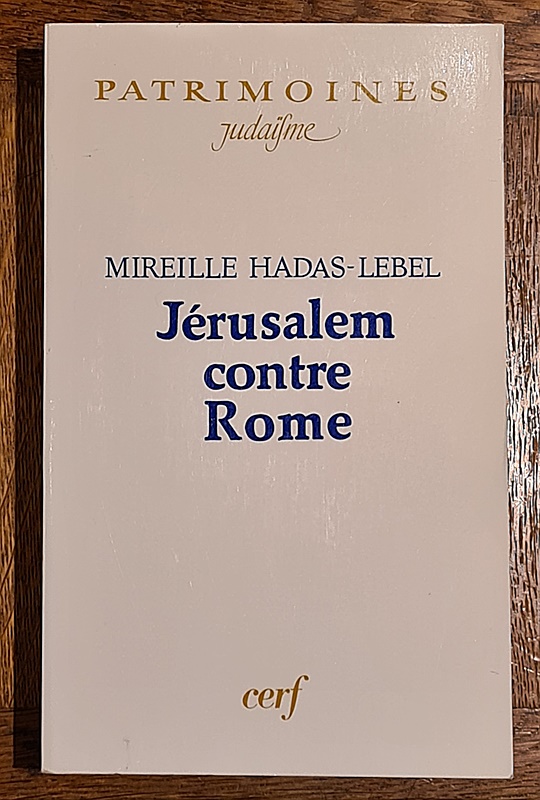 PATRIMOINES
judaïſme
MIREILLE HADAS-LEBEL
Jérusalem
contre
Rome
cerf